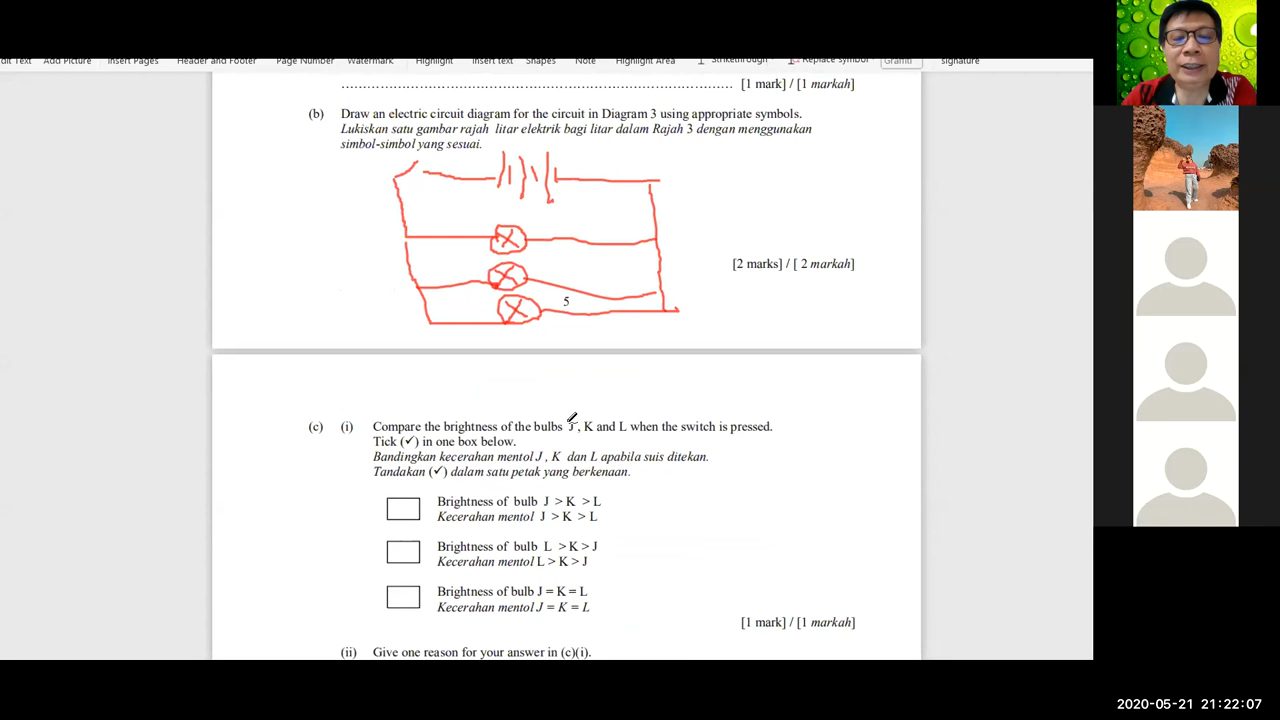 dit Text Add Picture Insert Pages Header and Footer Page Number Watermark Highlight Insert text Shapes Note Highlight Area Strikethrough Replace symbol Graffiti signature
[1 mark] / [1 markah]
(b) Draw an electric circuit diagram for the circuit in Diagram 3 using appropriate symbols.
Lukiskan satu gambar rajah litar elektrik bagi litar dalam Rajah 3 dengan menggunakan
simbol-simbol yang sesuai.
[2 marks] / [ 2 markah]
5
(c) (i) Compare the brightness of the bulbs J , K and L when the switch is pressed.
Tick (✓) in one box below.
Bandingkan kecerahan mentol J , K dan L apabila suis ditekan.
Tandakan (✓) dalam satu petak yang berkenaan.
Brightness of bulb J > K > L
Kecerahan mentol J > K > L
Brightness of bulb L > K > J
Kecerahan mentol L > K > J
Brightness of bulb J = K = L
Kecerahan mentol J = K = L
[1 mark] / [1 markah]
(ii) Give one reason for your answer in (c)(i).
2020-05-21 21:22:07